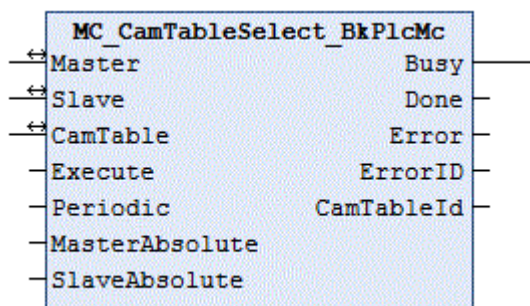 MC_CamTableSelect_BkPlcMc
Master Busy
Slave Done
CamTable Error
Execute ErrorID
Periodic CamTableId
MasterAbsolute
SlaveAbsolute